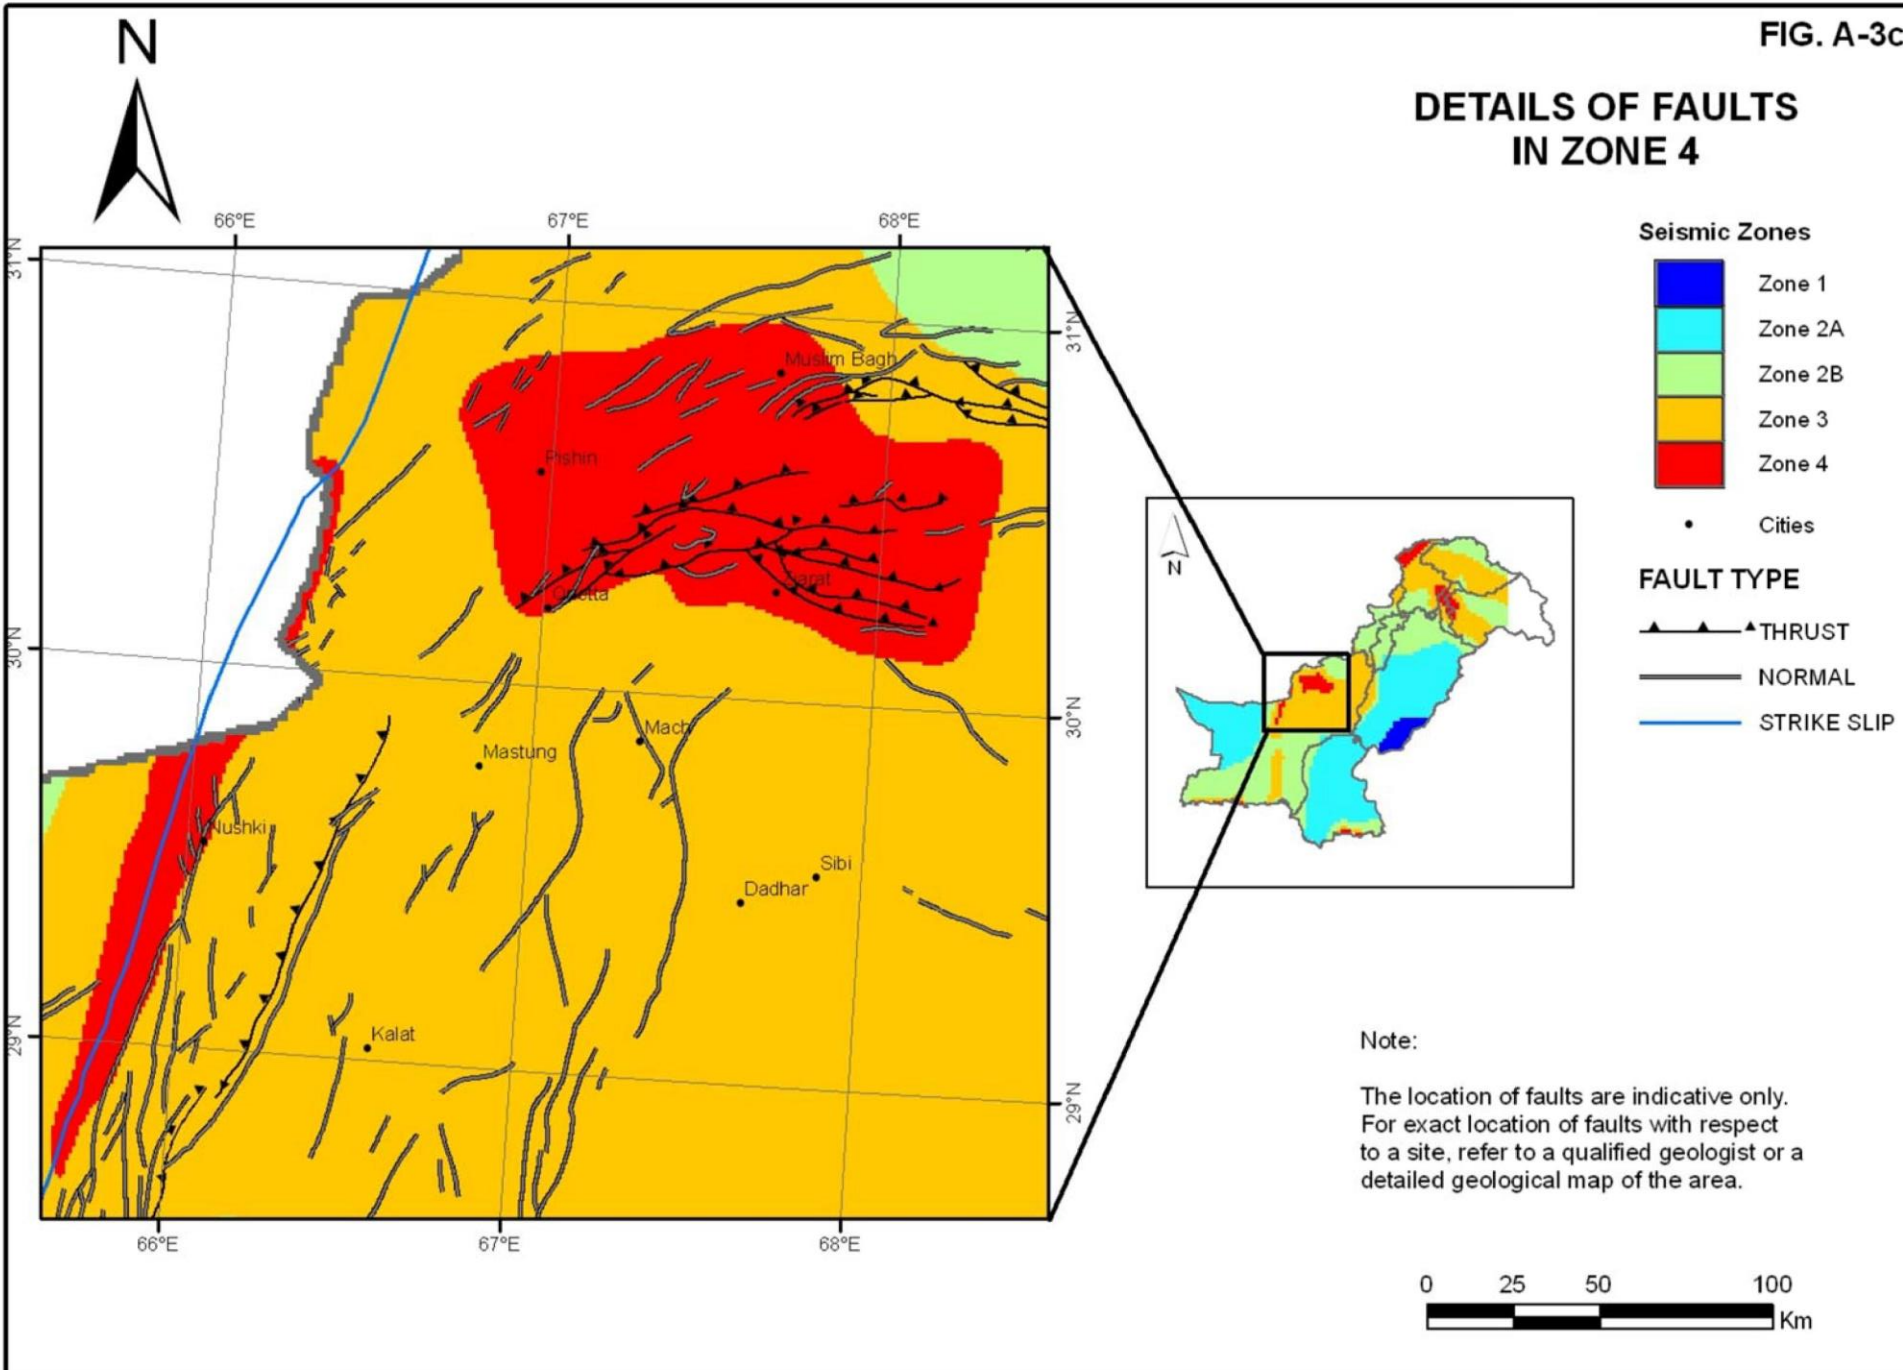 FIG. A-3c
N
DETAILS OF FAULTS
IN ZONE 4
66°E
67°E
68°E
31°N
31°N
Seismic Zones
Zone 1
Zone 2A
Zone 2B
Zone 3
Zone 4
Cities
FAULT TYPE
THRUST
NORMAL
STRIKE SLIP
Muslim Bagh
Pishin
Quetta
Mach
Mastung
Nushki
Sibi
Dadhar
Kalat
30°N
30°N
29°N
29°N
66°E
67°E
68°E
N
Note:
The location of faults are indicative only.
For exact location of faults with respect
to a site, refer to a qualified geologist or a
detailed geological map of the area.
0 25 50 100
Km